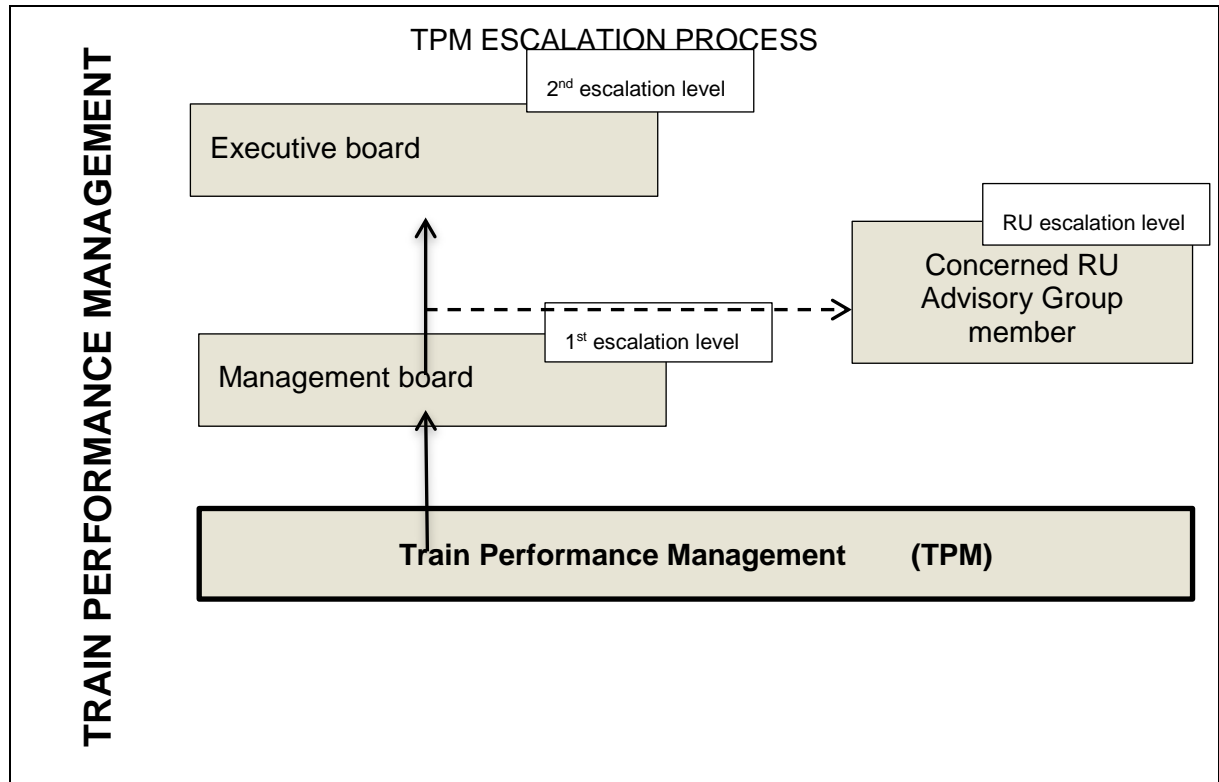 TRAIN PERFORMANCE MANAGEMENT
TPM ESCALATION PROCESS
2nd escalation level
Executive board
RU escalation level
Concerned RU
Advisory Group
member
1st escalation level
Management board
Train Performance Management (TPM)